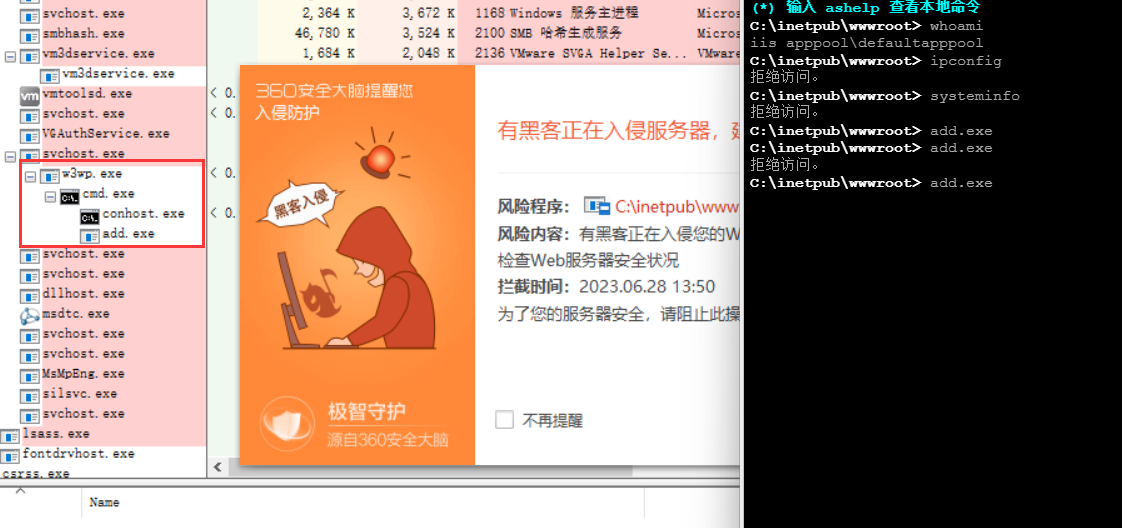 svchost.exe
smbhash.exe
vm3dservice.exe
vm3dservice.exe
vmtoolsd.exe
svchost.exe
VGAuthService.exe
svchost.exe
w3wp.exe
cmd.exe
conhost.exe
add.exe
svchost.exe
svchost.exe
dllhost.exe
msdtc.exe
svchost.exe
svchost.exe
MsMpEng.exe
silsvc.exe
svchost.exe
lsass.exe
fontdrvhost.exe
csrss.exe
2,364 K 3,672 K 1168 Windows 服务主进程 Micros
46,780 K 3,524 K 2100 SMB 哈希生成服务 Micros
1,684 K 2,048 K 2136 VMware SVGA Helper Se... VMware
< 0.
< 0.
< 0.
< 0.
360安全大脑提醒您
入侵防护
黑客入侵
极智守护
源自360安全大脑
有黑客正在入侵服务器,
风险程序: C:\inetpub\www
风险内容: 有黑客正在入侵您的W
检查Web服务器安全状况
拦截时间: 2023.06.28 13:50
为了您的服务器安全,请阻止此操
不再提醒
Name
(*) 输入 ashelp 查看本地命令
C:\inetpub\wwwroot> whoami
iis apppool\defaultapppool
C:\inetpub\wwwroot> ipconfig
拒绝访问。
C:\inetpub\wwwroot> systeminfo
拒绝访问。
C:\inetpub\wwwroot> add.exe
C:\inetpub\wwwroot> add.exe
拒绝访问。
C:\inetpub\wwwroot> add.exe